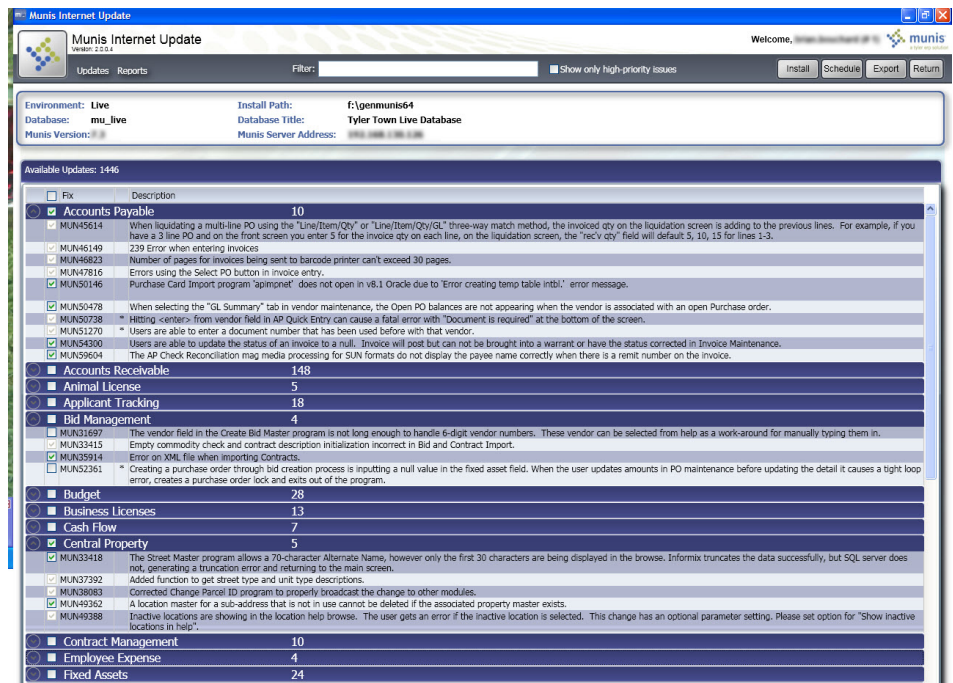 Munis Internet Update
Munis Internet Update
Version: 2.0.0.4
Welcome,
munis
a tyler erp solution
Updates Reports
Filter:
Show only high-priority issues
Install Schedule Export Return
Environment: Live Install Path: f:\genmunis64
Database: mu_live Database Title: Tyler Town Live Database
Munis Version: Munis Server Address:
Available Updates: 1446
Fix Description
Accounts Payable 10
MUN45614 When liquidating a multi-line PO using the "Line/Item/Qty" or "Line/Item/Qty/GL" three-way match method, the invoiced qty on the liquidation screen is adding to the previous lines. For example, if you
have a 3 line PO and on the front screen you enter 5 for the invoice qty on each line, on the liquidation screen, the "rec'v qty" field will default 5, 10, 15 for lines 1-3.
MUN46149 239 Error when entering invoices
MUN46823 Number of pages for invoices being sent to barcode printer can't exceed 30 pages.
MUN47816 Errors using the Select PO button in invoice entry.
MUN50146 Purchase Card Import program 'apimpnet' does not open in v8.1 Oracle due to 'Error creating temp table intbl.' error message.
MUN50478 When selecting the "GL Summary" tab in vendor maintenance, the Open PO balances are not appearing when the vendor is associated with an open Purchase order.
MUN50738 * Hitting <enter> from vendor field in AP Quick Entry can cause a fatal error with "Document is required" at the bottom of the screen.
MUN51270 * Users are able to enter a document number that has been used before with that vendor.
MUN54300 Users are able to update the status of an invoice to a null. Invoice will post but can not be brought into a warrant or have the status corrected in Invoice Maintenance.
MUN59604 The AP Check Reconciliation mag media processing for SUN formats do not display the payee name correctly when there is a remit number on the invoice.
Accounts Receivable 148
Animal License 5
Applicant Tracking 18
Bid Management 4
MUN31697 The vendor field in the Create Bid Master program is not long enough to handle 6-digit vendor numbers. These vendor can be selected from help as a work-around for manually typing them in.
MUN33415 Empty commodity check and contract description initialization incorrect in Bid and Contract Import.
MUN35914 Error on XML file when importing Contracts.
MUN52361 * Creating a purchase order through bid creation process is inputting a null value in the fixed asset field. When the user updates amounts in PO maintenance before updating the detail it causes a tight loop
error, creates a purchase order lock and exits out of the program.
Budget 28
Business Licenses 13
Cash Flow 7
Central Property 5
MUN33418 The Street Master program allows a 70-character Alternate Name, however only the first 30 characters are being displayed in the browse. Informix truncates the data successfully, but SQL server does
not, generating a truncation error and returning to the main screen.
MUN37392 Added function to get street type and unit type descriptions.
MUN38083 Corrected Change Parcel ID program to properly broadcast the change to other modules.
MUN49362 A location master for a sub-address that is not in use cannot be deleted if the associated property master exists.
MUN49388 Inactive locations are showing in the location help browse. The user gets an error if the inactive location is selected. This change has an optional parameter setting. Please set option for "Show inactive
locations in help".
Contract Management 10
Employee Expense 4
Fixed Assets 24